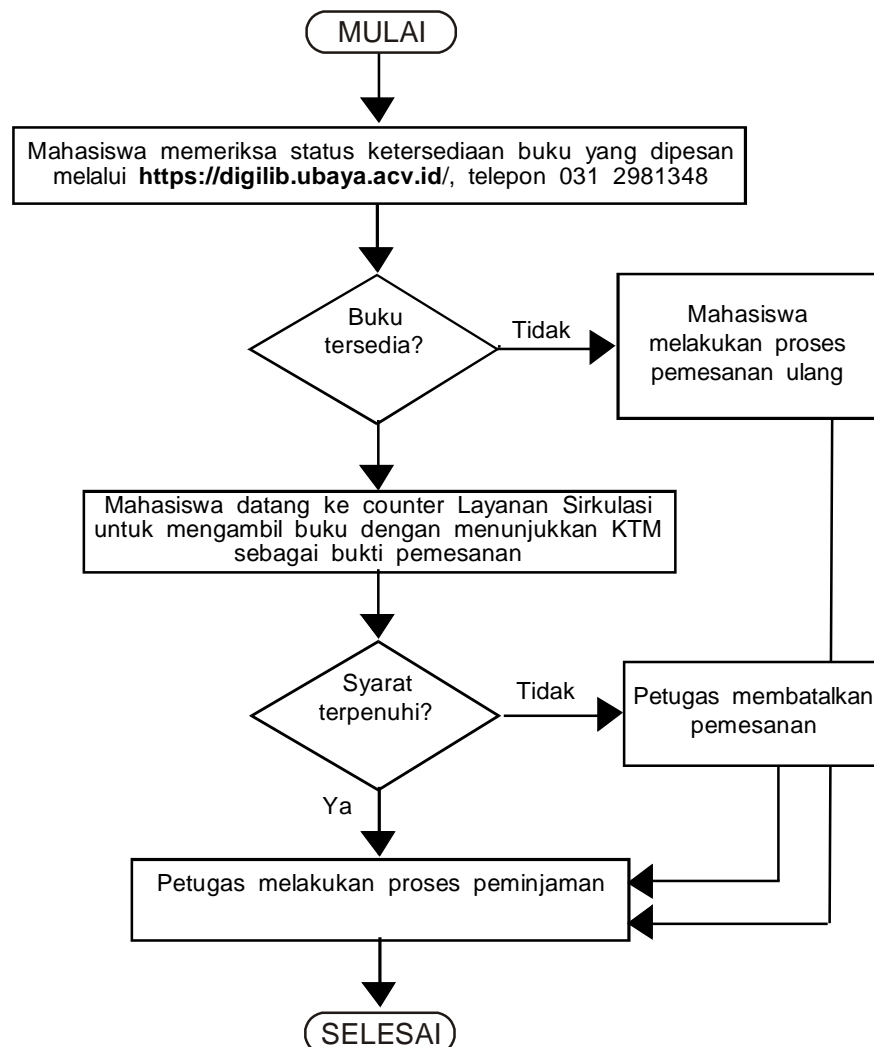 MULAI
Mahasiswa memeriksa status ketersediaan buku yang dipesan
melalui https://digilib.ubaya.acv.id/, telepon 031 2981348
Buku
tersedia?
Tidak
Mahasiswa
melakukan proses
pemesanan ulang
Mahasiswa datang ke counter Layanan Sirkulasi
untuk mengambil buku dengan menunjukkan KTM
sebagai bukti pemesanan
Syarat
terpenuhi?
Tidak
Petugas membatalkan
pemesanan
Ya
Petugas melakukan proses peminjaman
SELESAI